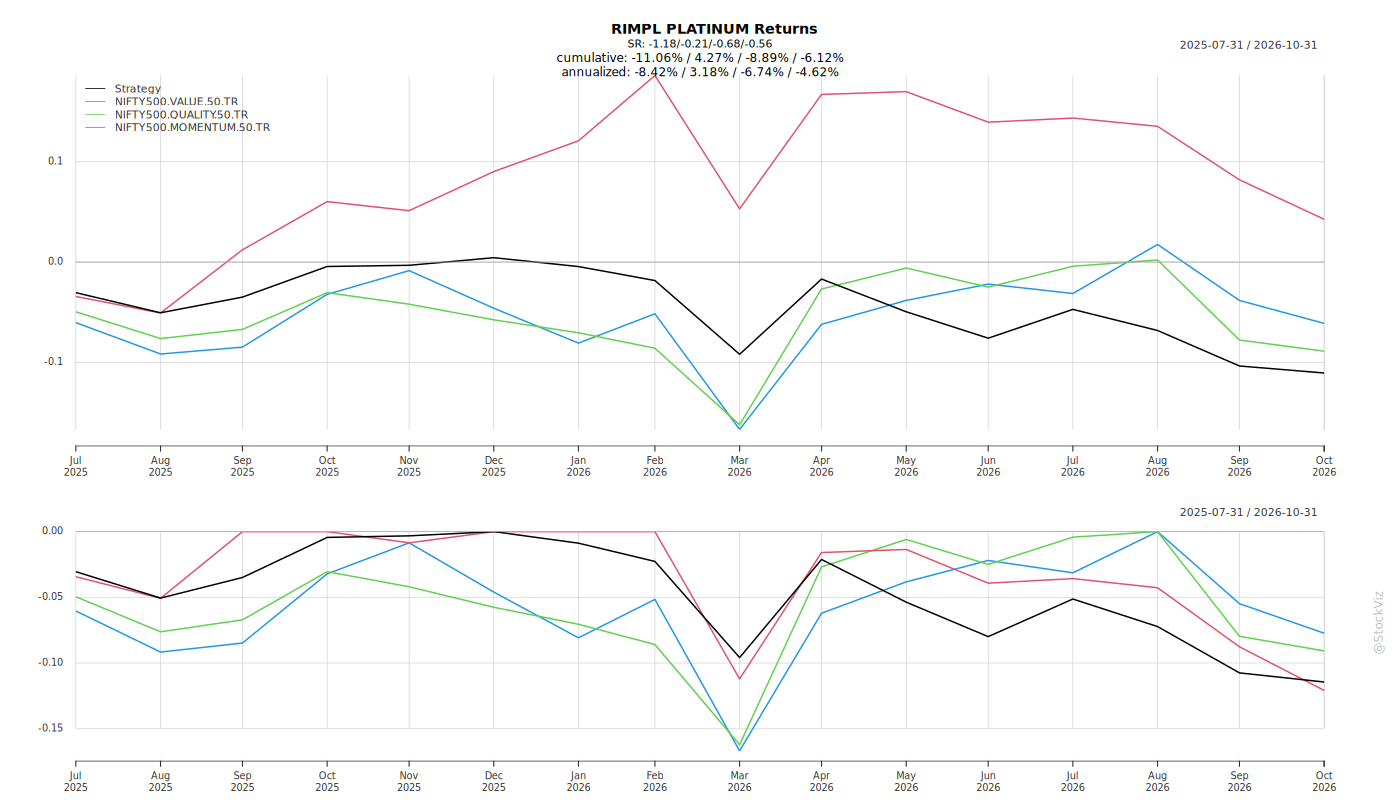 RIMPL PLATINUM Returns
SR: -1.18/-0.21/-0.68/-0.56
cumulative: -11.06% / 4.27% / -8.89% / -6.12%
annualized: -8.42% / 3.18% / -6.74% / -4.62%
2025-07-31 / 2026-10-31
Strategy
NIFTY500.VALUE.50.TR
NIFTY500.QUALITY.50.TR
NIFTY500.MOMENTUM.50.TR
0.1
0.0
-0.1
Jul Aug Sep Oct Nov Dec Jan Feb Mar Apr May Jun Jul Aug Sep Oct
2025 2025 2025 2025 2025 2025 2026 2026 2026 2026 2026 2026 2026 2026 2026 2026
2025-07-31 / 2026-10-31
0.00
-0.05
-0.10
-0.15
Jul Aug Sep Oct Nov Dec Jan Feb Mar Apr May Jun Jul Aug Sep Oct
2025 2025 2025 2025 2025 2025 2026 2026 2026 2026 2026 2026 2026 2026 2026 2026
@StockViz